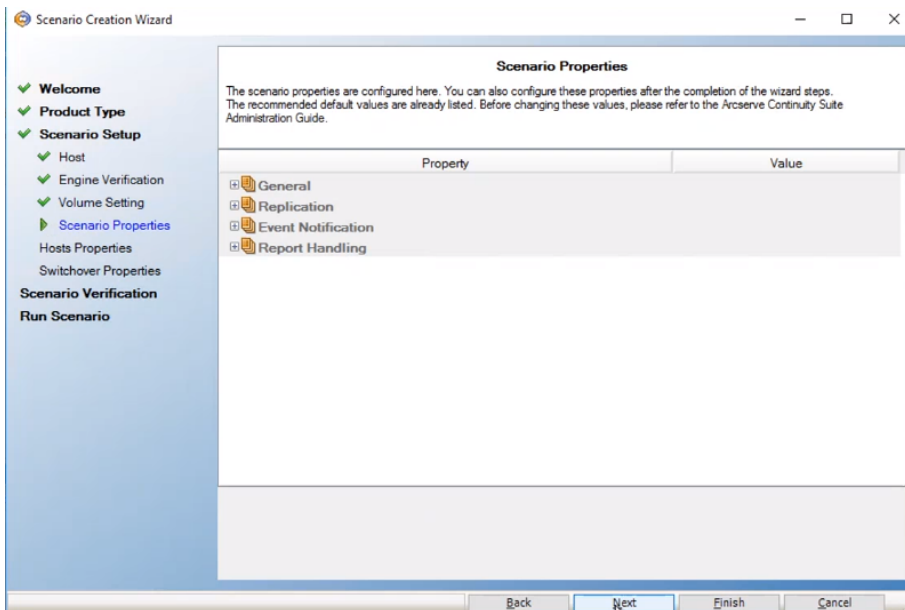 Scenario Creation Wizard
Welcome
Product Type
Scenario Setup
Host
Engine Verification
Volume Setting
Scenario Properties
Hosts Properties
Switchover Properties
Scenario Verification
Run Scenario
Scenario Properties
The scenario properties are configured here. You can also configure these properties after the completion of the wizard steps.
The recommended default values are already listed. Before changing these values, please refer to the Arcserve Continuity Suite
Administration Guide.
Property Value
General
Replication
Event Notification
Report Handling
Back Next Finish Cancel